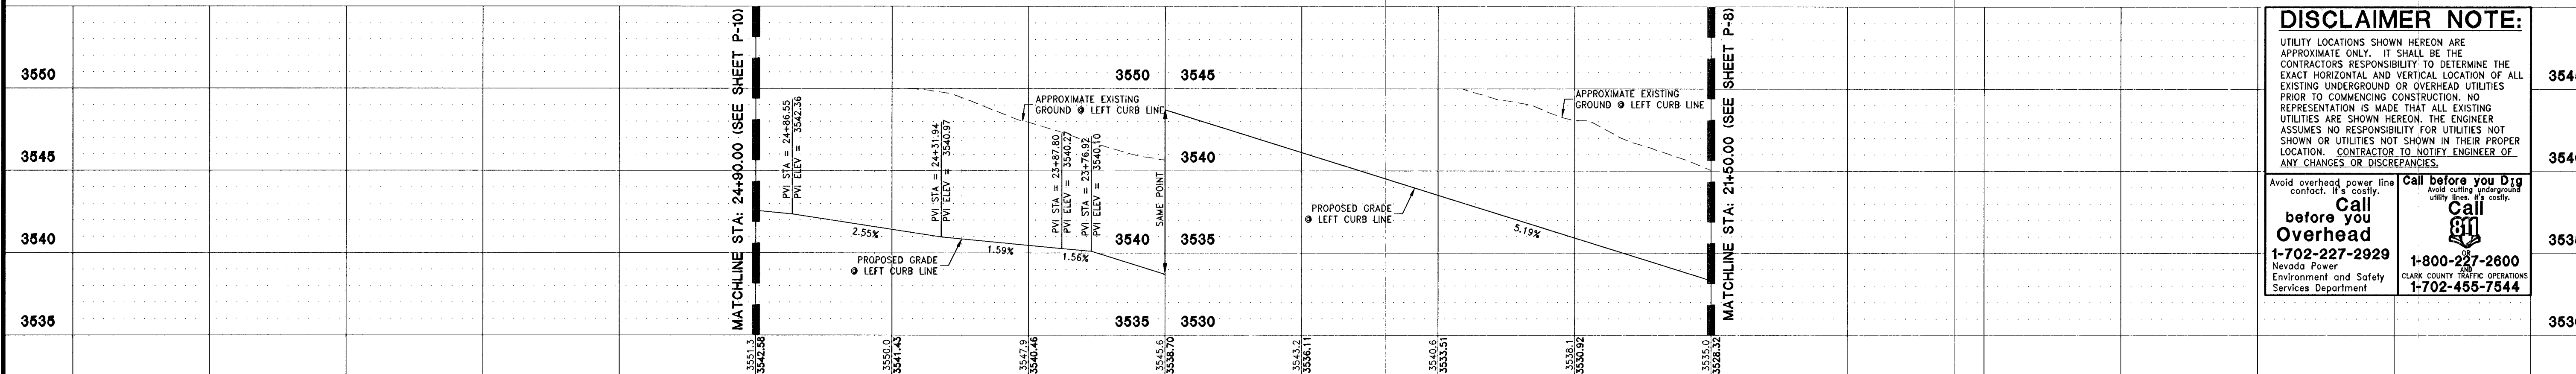 3550
3545
3540
3535
MATCHLINE STA: 24+90.00 (SEE SHEET P-10)
PVI STA = 24+86.55
PVI ELEV = 3542.36
2.55%
PVI STA = 24+31.94
PVI ELEV = 3540.97
PROPOSED GRADE
@ LEFT CURB LINE
1.59%
APPROXIMATE EXISTING
GROUND @ LEFT CURB LINE
PVI STA = 23+87.80
PVI ELEV = 3540.27
PVI STA = 23+76.92
PVI ELEV = 3540.10
1.56%
3550 3545
SAME POINT
3540
3540 3535
3535 3530
PROPOSED GRADE
@ LEFT CURB LINE
5.19%
APPROXIMATE EXISTING
GROUND @ LEFT CURB LINE
MATCHLINE STA: 21+50.00 (SEE SHEET P-8)
3551.3
3542.58
3550.0
3541.43
3547.9
3540.46
3545.6
3538.70
3543.2
3536.11
3540.6
3533.51
3538.1
3530.92
3535.0
3528.32
DISCLAIMER NOTE:
UTILITY LOCATIONS SHOWN HEREON ARE
APPROXIMATE ONLY. IT SHALL BE THE
CONTRACTORS RESPONSIBILITY TO DETERMINE THE
EXACT HORIZONTAL AND VERTICAL LOCATION OF ALL
EXISTING UNDERGROUND OR OVERHEAD UTILITIES
PRIOR TO COMMENCING CONSTRUCTION. NO
REPRESENTATION IS MADE THAT ALL EXISTING
UTILITIES ARE SHOWN HEREON. THE ENGINEER
ASSUMES NO RESPONSIBILITY FOR UTILITIES NOT
SHOWN OR UTILITIES NOT SHOWN IN THEIR PROPER
LOCATION. CONTRACTOR TO NOTIFY ENGINEER OF
ANY CHANGES OR DISCREPANCIES.
Avoid overhead power line
contact. It's costly.
Call
before you
Overhead
1-702-227-2929
Nevada Power
Environment and Safety
Services Department
Call before you Dig
Avoid cutting underground
utility lines. It's costly.
Call
811
OR
1-800-227-2600
AND
CLARK COUNTY TRAFFIC OPERATIONS
1-702-455-7544